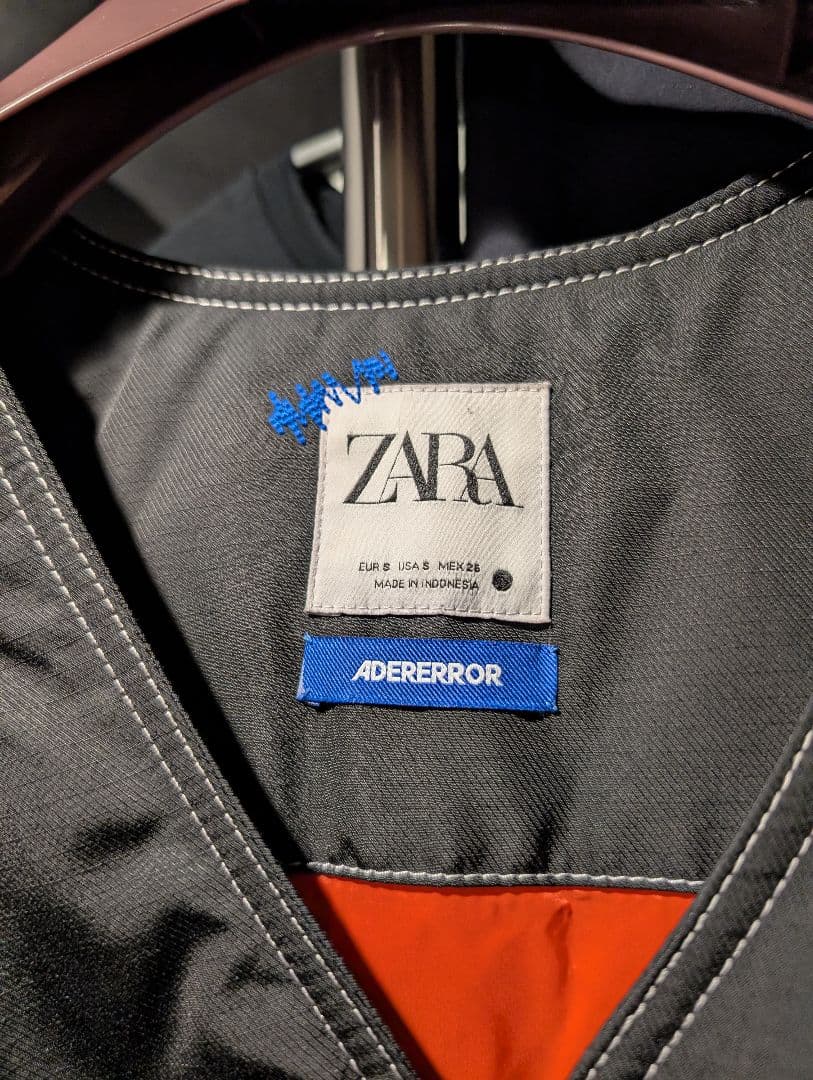 ZARA
EUR S USA S MEX 26
MADE IN INDONESIA
ADERERROR